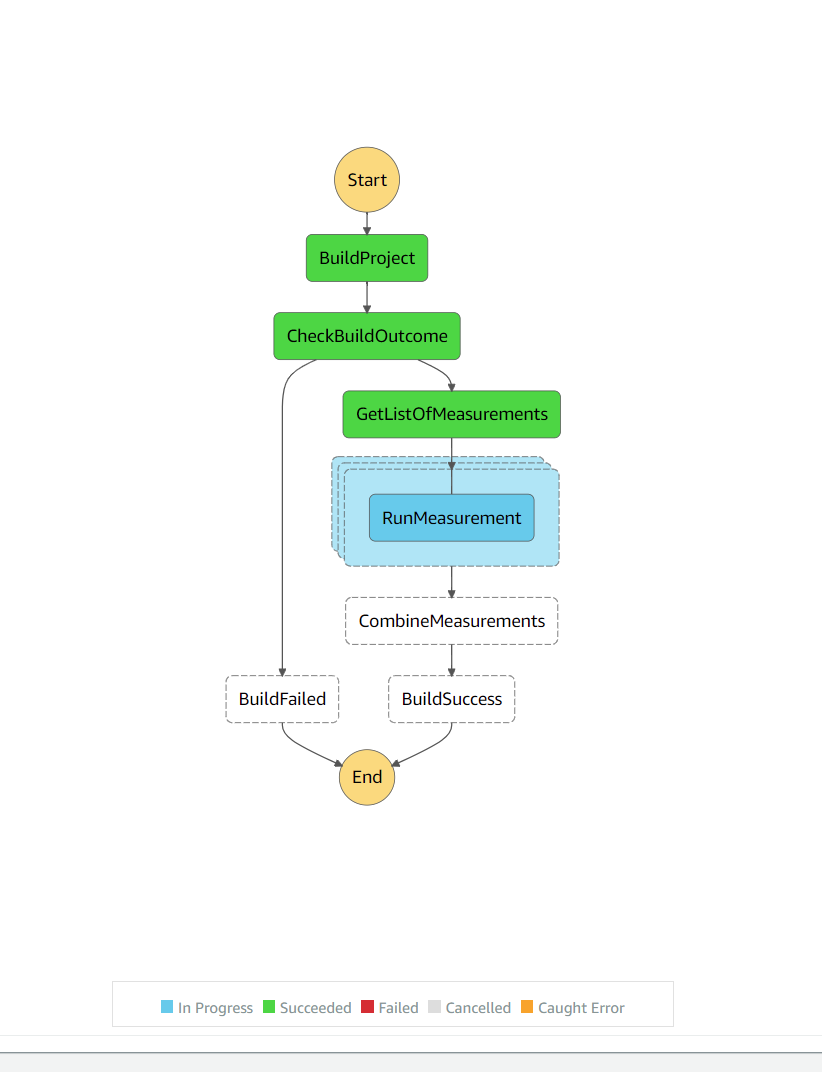 Start
BuildProject
CheckBuildOutcome
GetListOfMeasurements
RunMeasurement
CombineMeasurements
BuildFailed BuildSuccess
End
In Progress Succeeded Failed Cancelled Caught Error